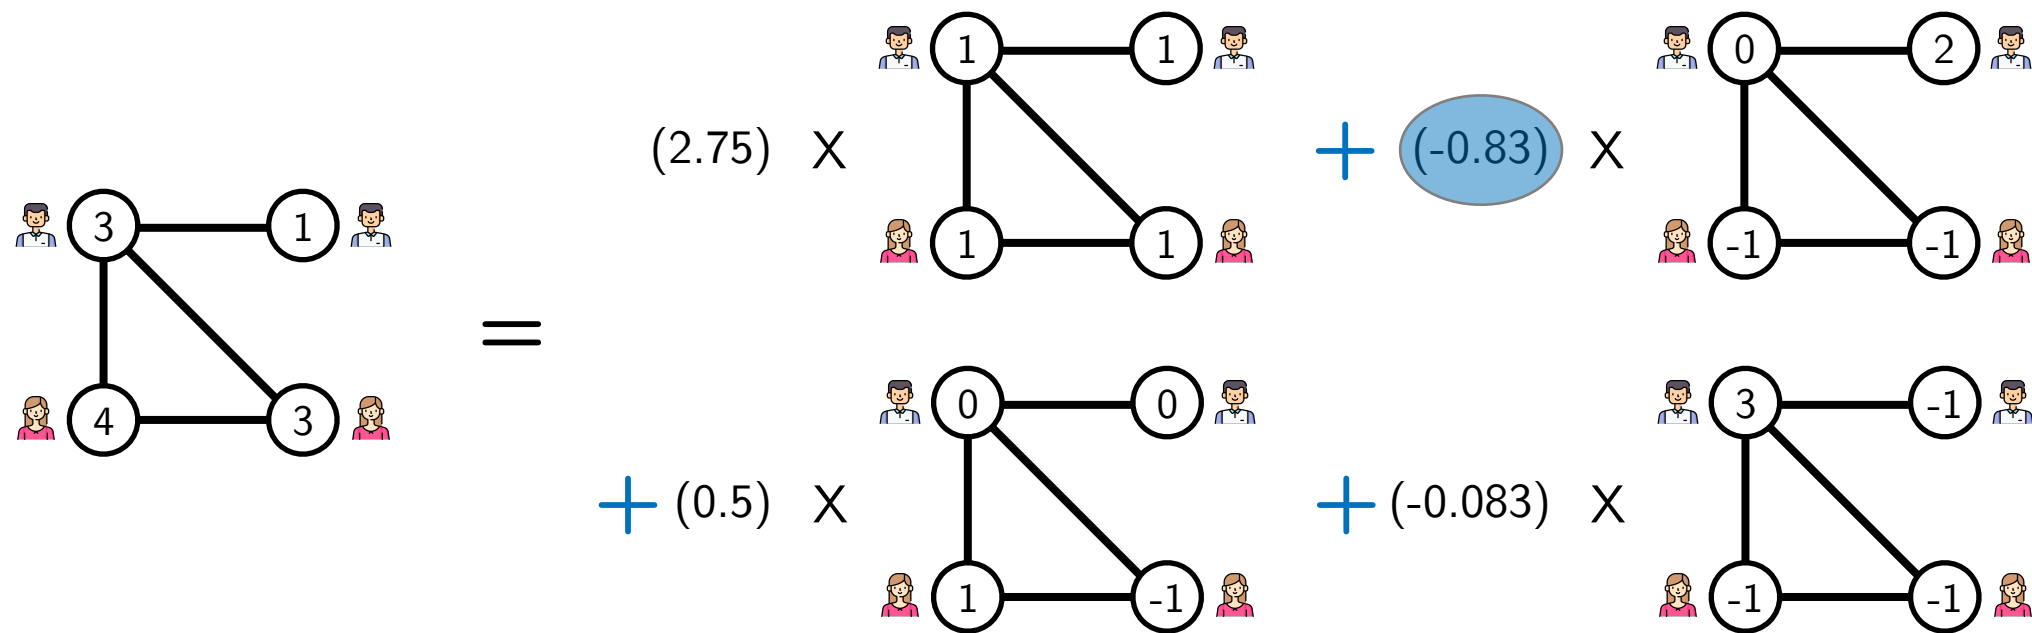 1 1 0 2
(2.75) X + (-0.83) X
3 1 1 1 -1 -1
=
4 3 0 0 3 -1
+ (0.5) X + (-0.083) X
1 -1 -1 -1